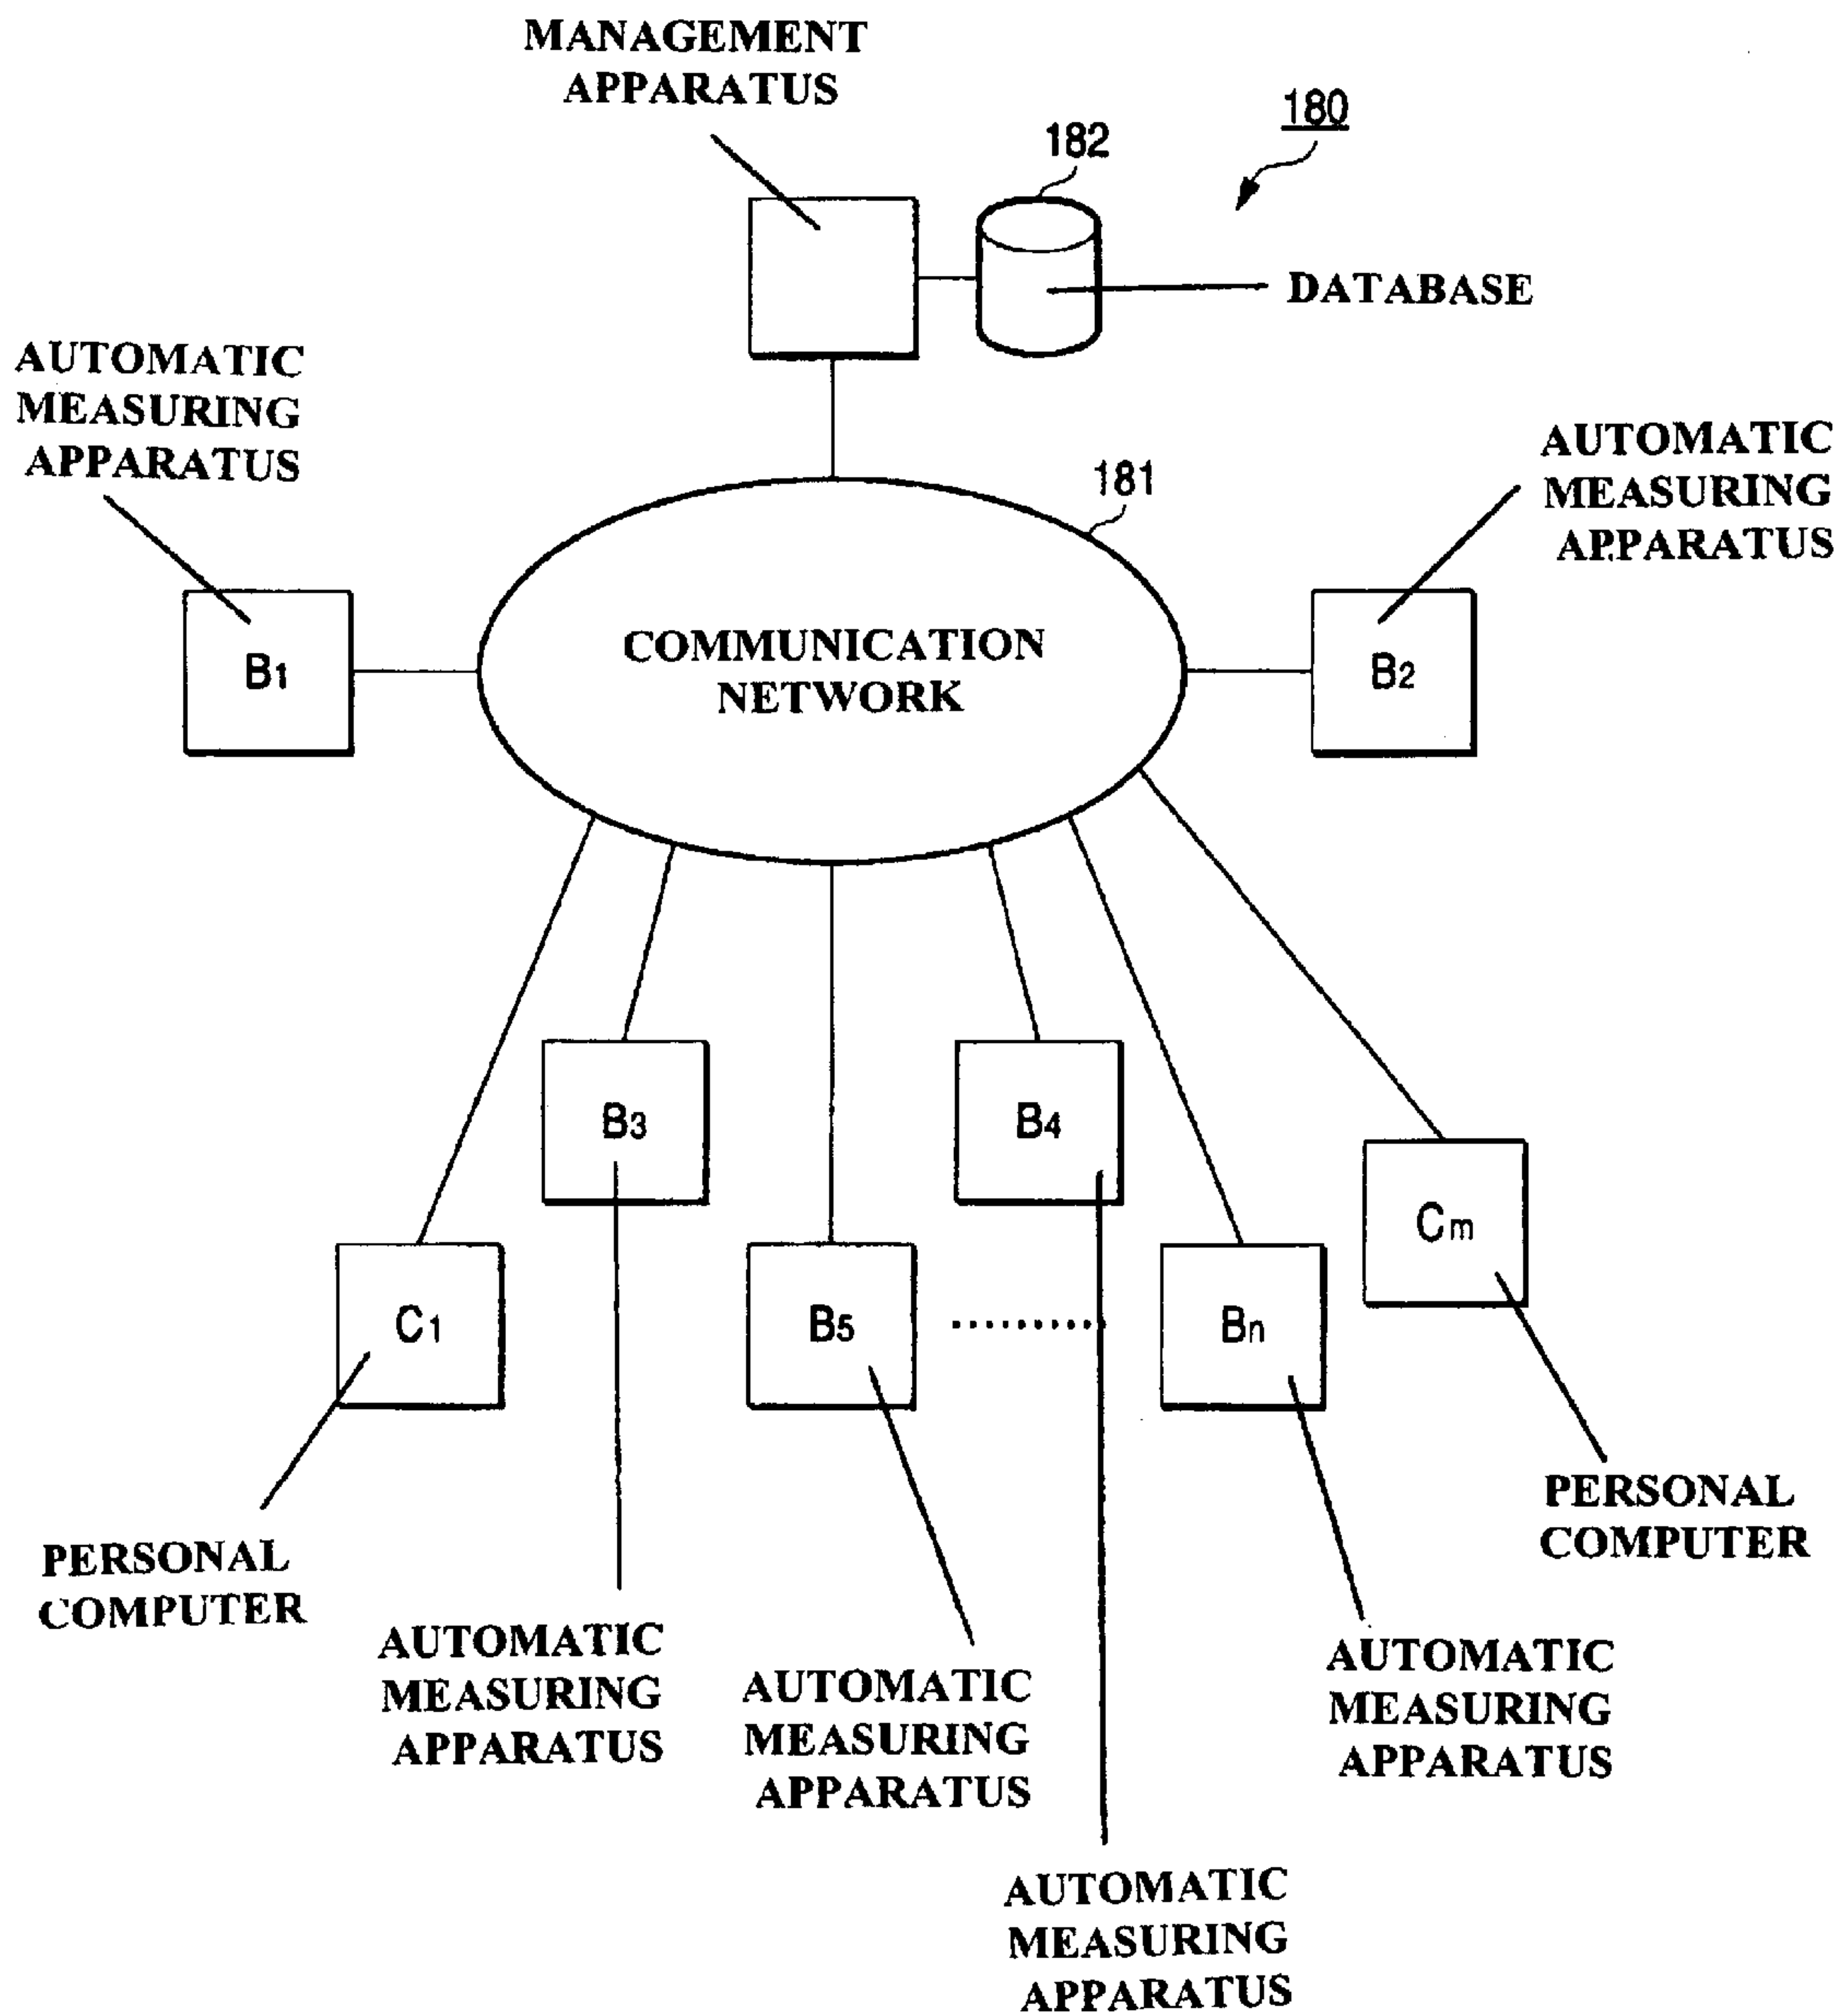 MANAGEMENT
APPARATUS
180
182
DATABASE
AUTOMATIC
MEASURING
APPARATUS
181
AUTOMATIC
MEASURING
APPARATUS
B1
COMMUNICATION
NETWORK
B2
B3
B4
Cm
C1
B5
..........
Bn
PERSONAL
COMPUTER
PERSONAL
COMPUTER
AUTOMATIC
MEASURING
APPARATUS
AUTOMATIC
MEASURING
APPARATUS
AUTOMATIC
MEASURING
APPARATUS
AUTOMATIC
MEASURING
APPARATUS